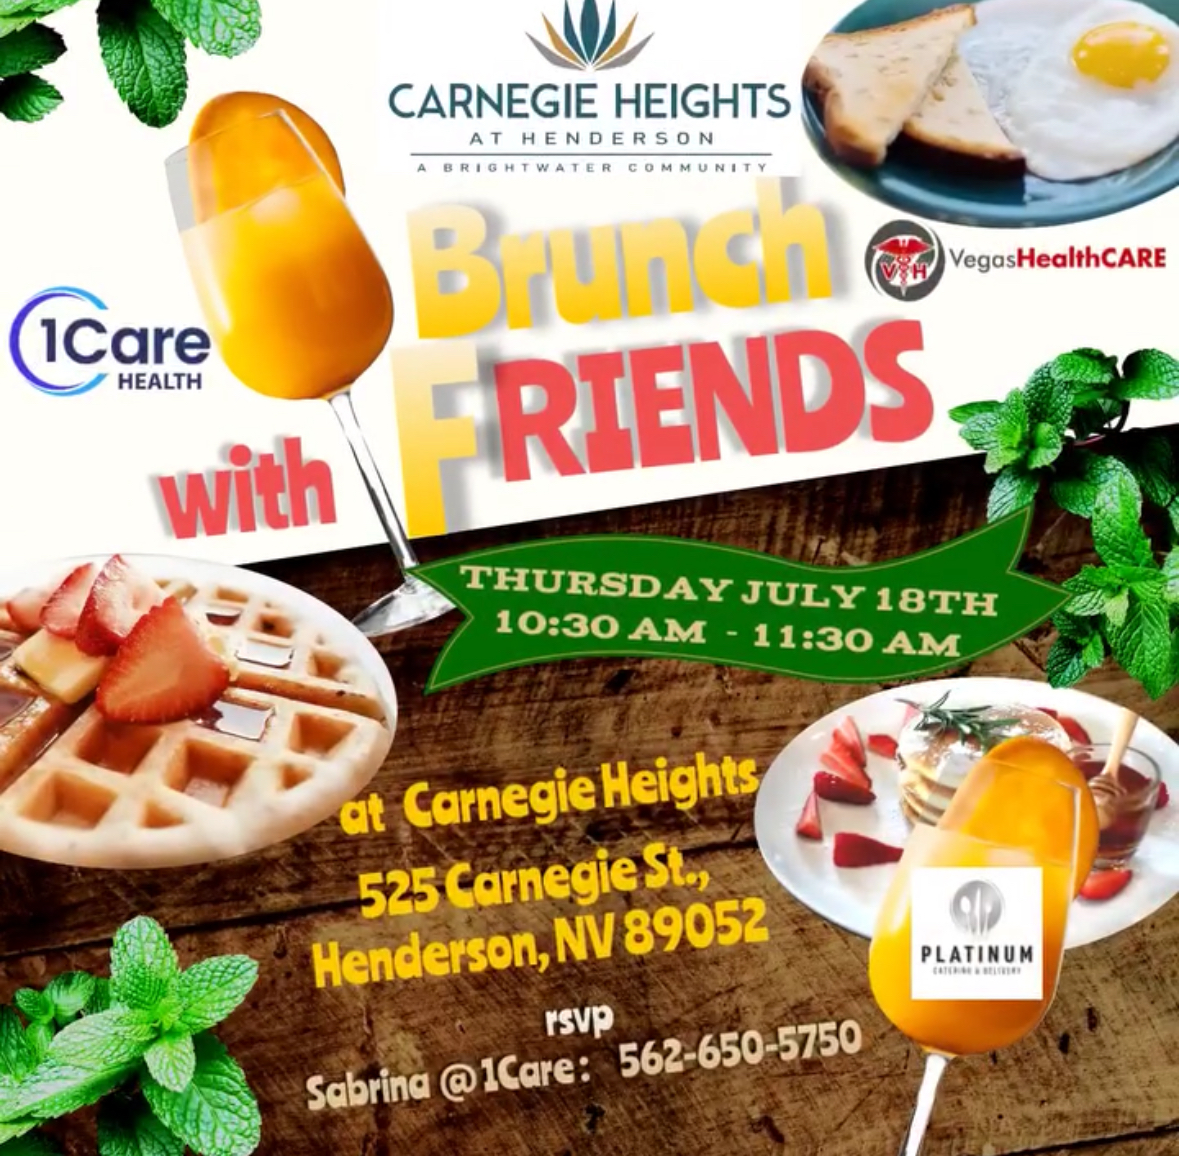 CARNEGIE HEIGHTS
AT HENDERSON
A BRIGHTWATER COMMUNITY
Brunch
VH VegasHealthCARE
1Care
HEALTH
with FRIENDS
THURSDAY JULY 18TH
10:30 AM - 11:30 AM
at Carnegie Heights
525 Carnegie St.,
Henderson, NV 89052
PLATINUM
CATERING & DELIVERY
rsvp
Sabrina @ 1Care: 562-650-5750